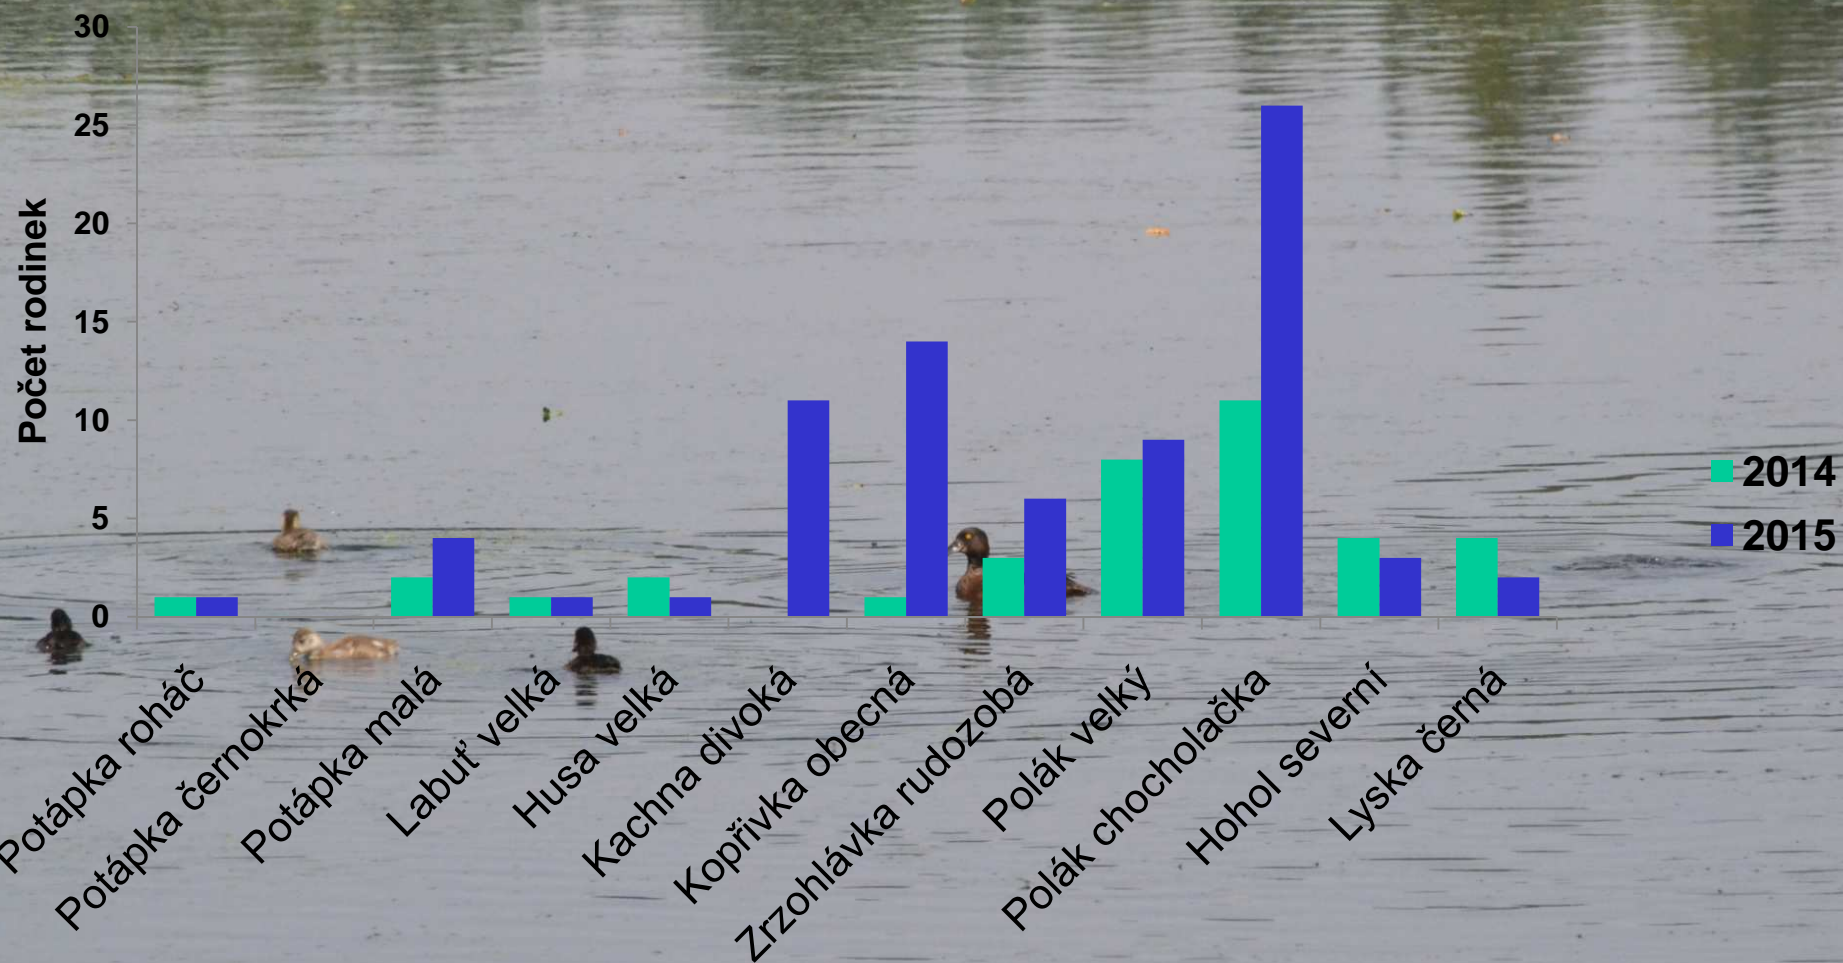 30
25
20
15
10
5
0
Počet rodinek
Potápka roháč
Potápka černokrká
Potápka malá
Labuť velká
Husa velká
Kachna divoká
Kopřivka obecná
Zrzohlávka rudozobá
Polák velký
Polák chocholačka
Hohol severní
Lyska černá
2014
2015